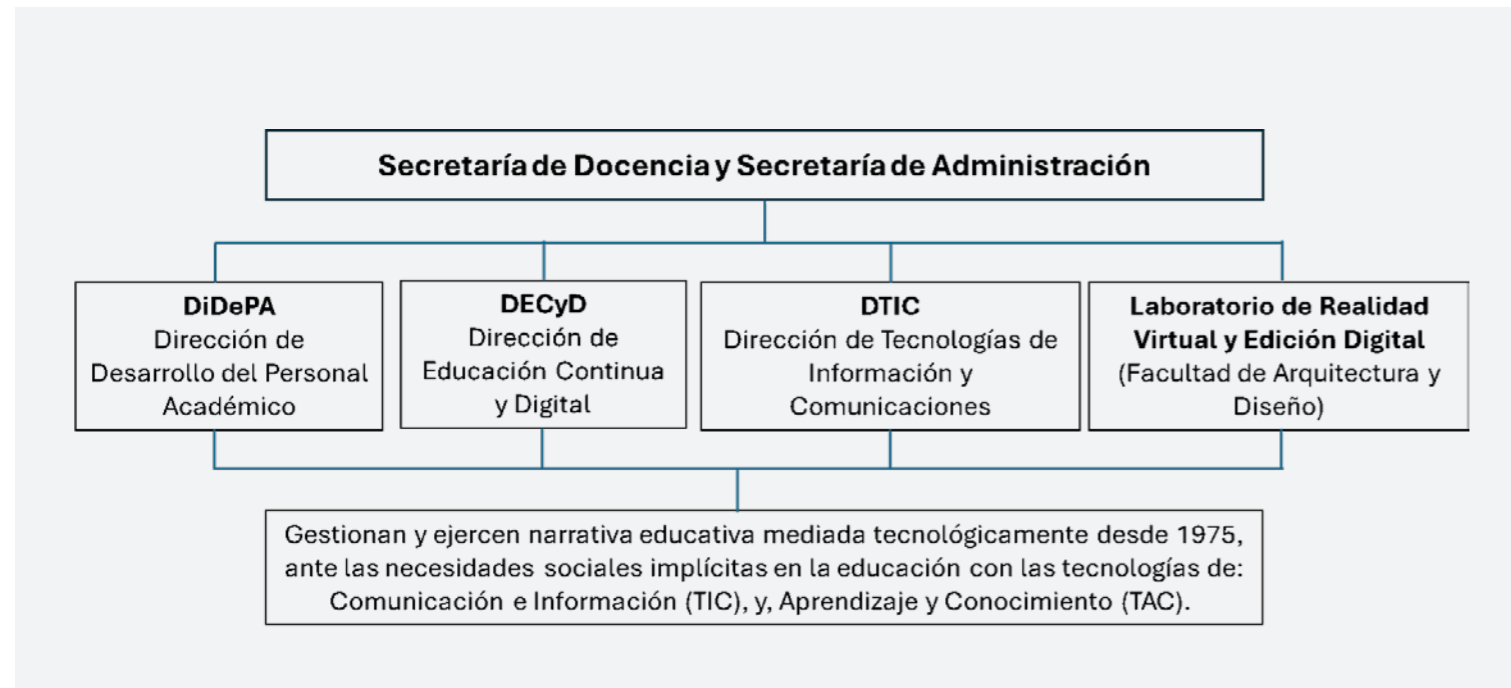 Secretaría de Docencia y Secretaría de Administración
DiDePA
Dirección de
Desarrollo del Personal
Académico
DECyD
Dirección de
Educación Continua
y Digital
DTIC
Dirección de Tecnologías de
Información y
Comunicaciones
Laboratorio de Realidad
Virtual y Edición Digital
(Facultad de Arquitectura y
Diseño)
Gestionan y ejercen narrativa educativa mediada tecnológicamente desde 1975,
ante las necesidades sociales implícitas en la educación con las tecnologías de:
Comunicación e Información (TIC), y, Aprendizaje y Conocimiento (TAC).